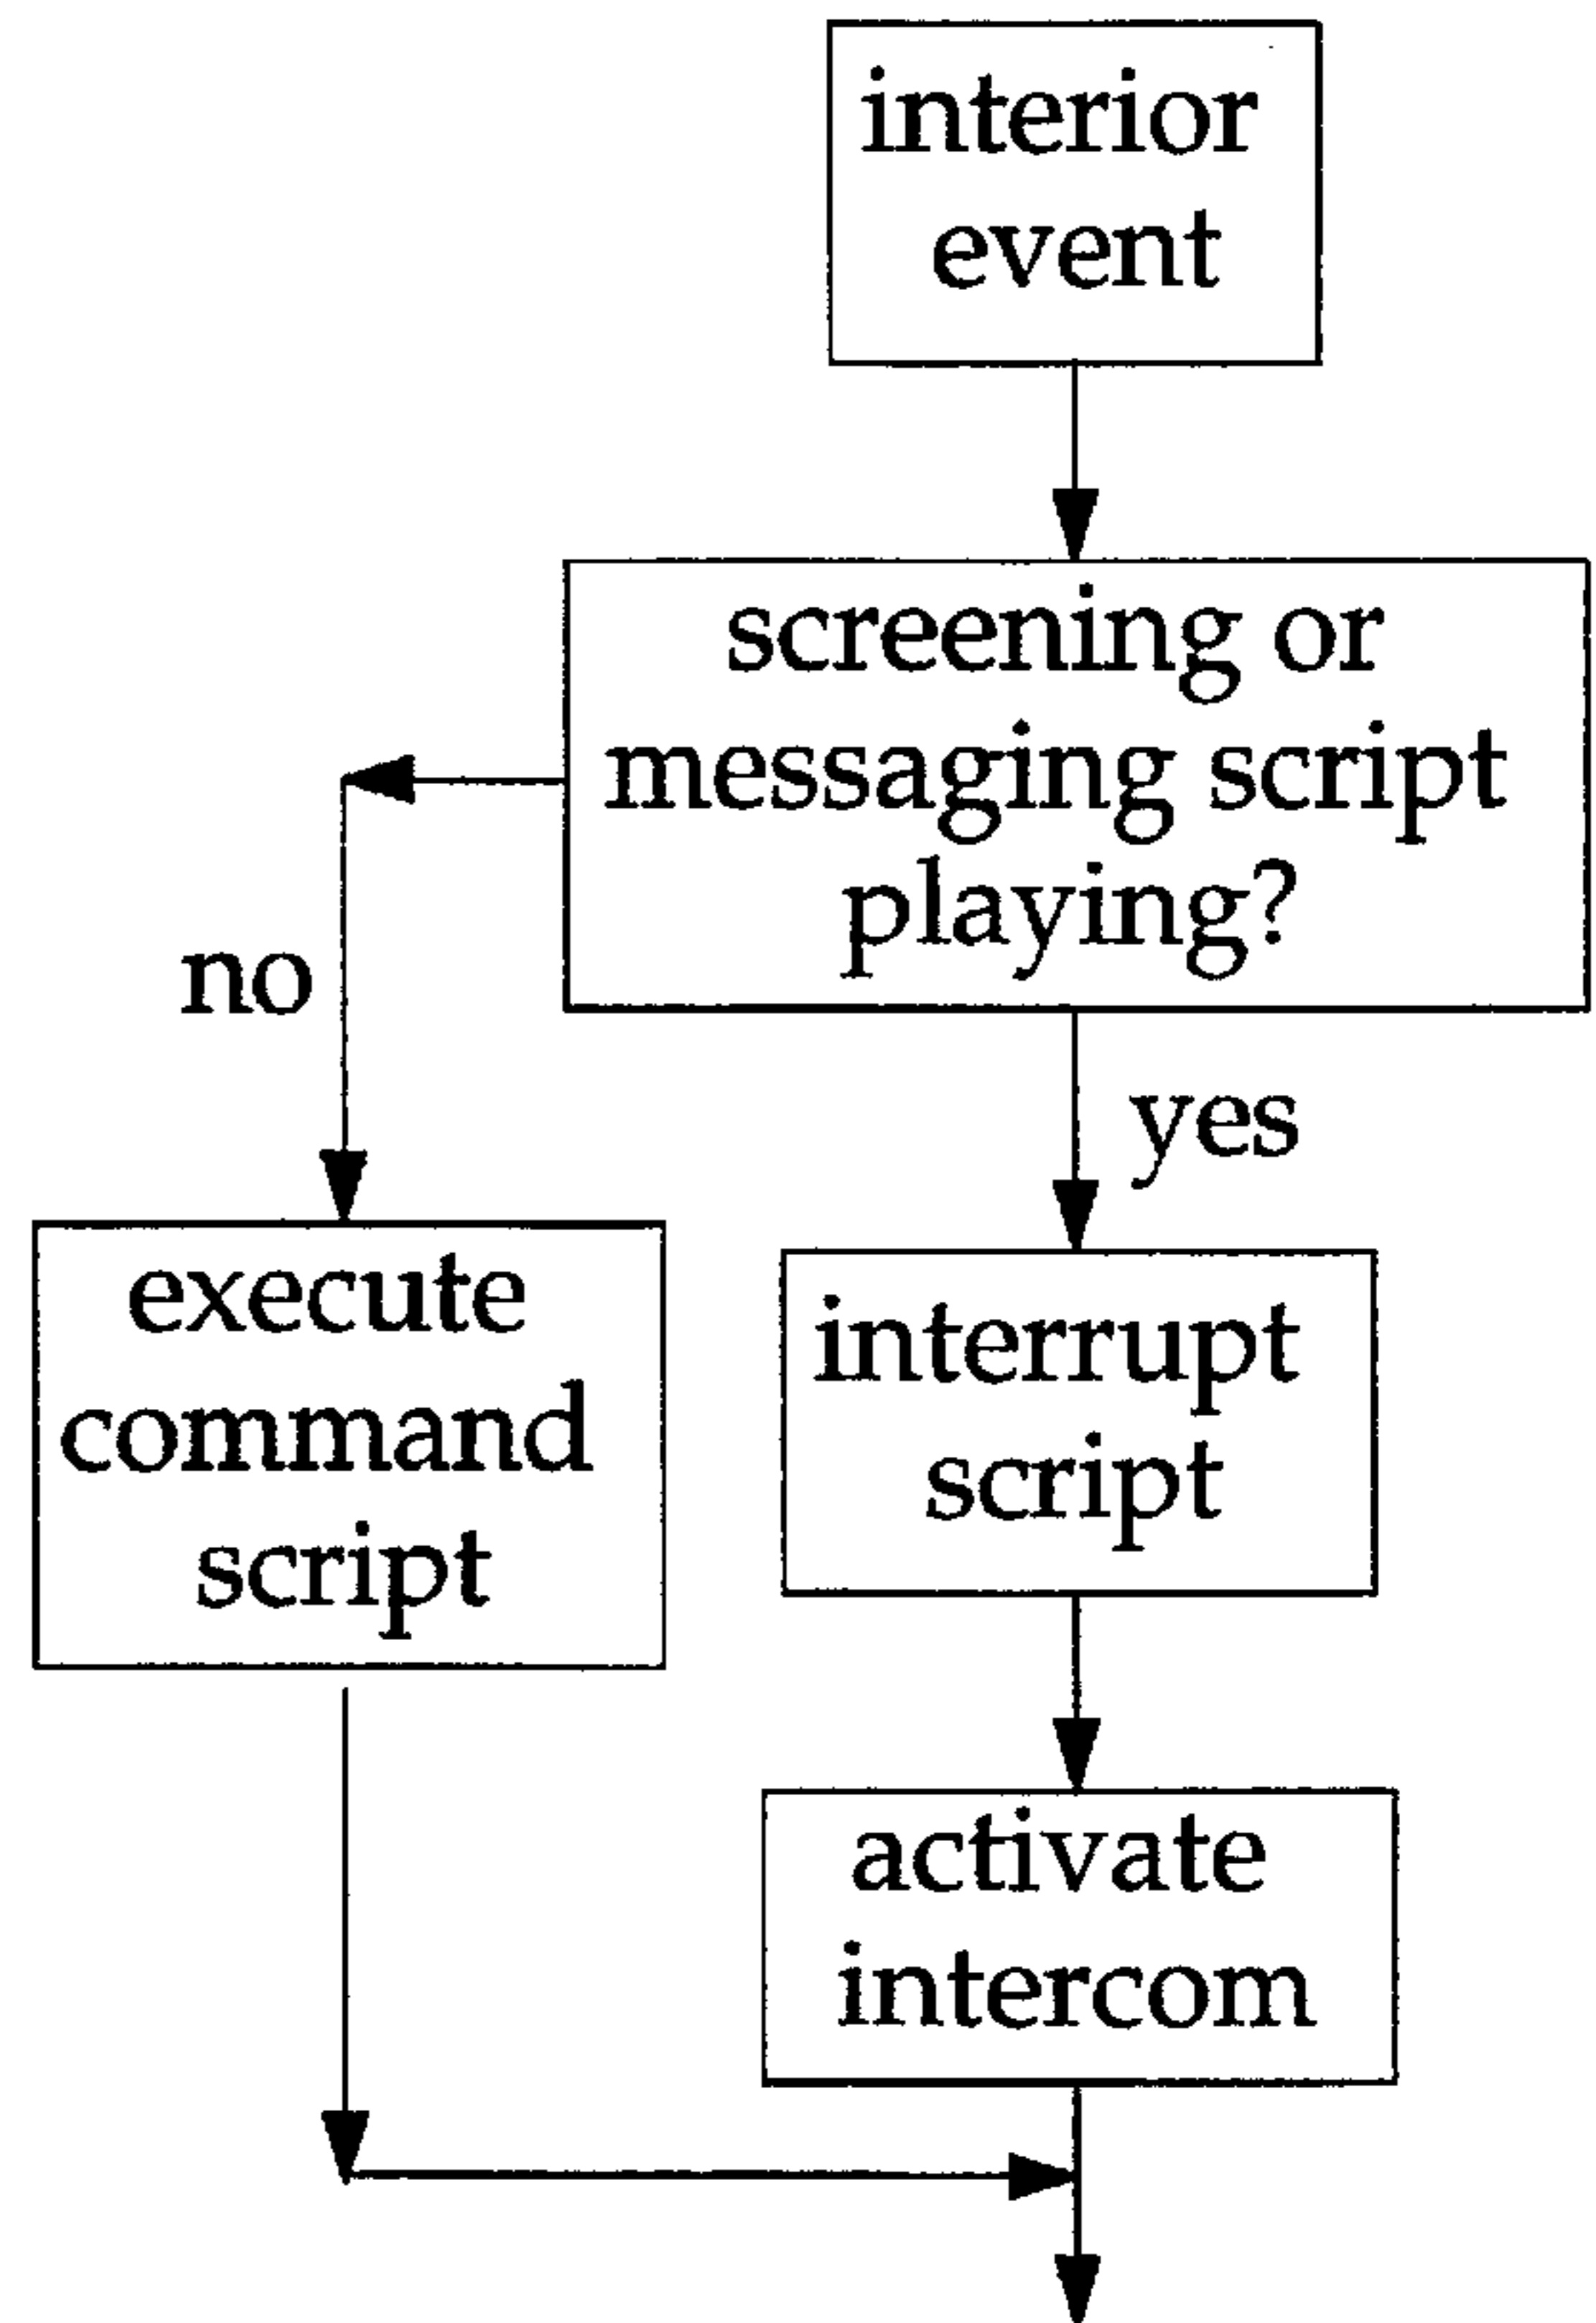 interior
event
screening or
messaging script
playing?
no
yes
execute
command
script
interrupt
script
activate
intercom